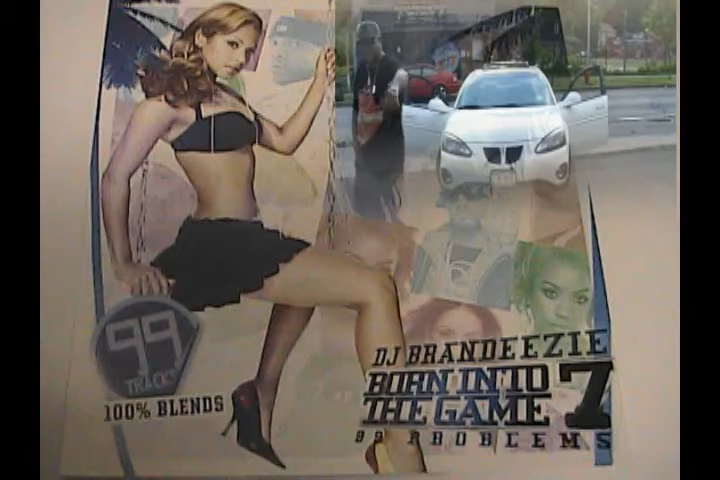 99
TRACKS
100% BLENDS
DJ BRANDEEZIE
BORN INTO
THE GAME 7
99 PROBLEMS